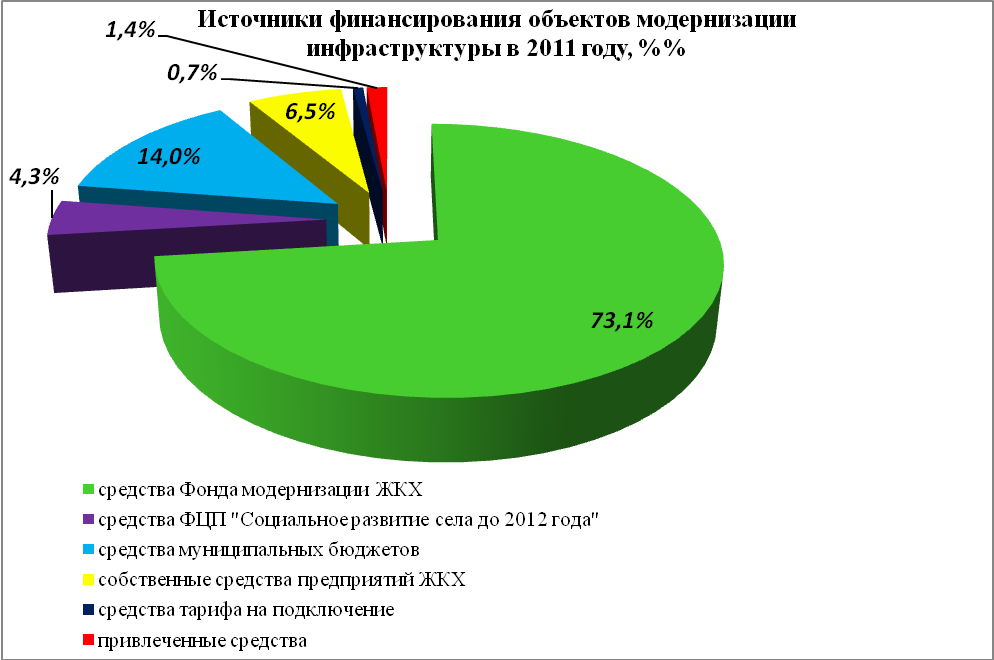 Источники финансирования объектов модернизации
инфраструктуры в 2011 году, %%
1,4%
0,7%
6,5%
14,0%
4,3%
73,1%
средства Фонда модернизации ЖКХ
средства ФЦП "Социальное развитие села до 2012 года"
средства муниципальных бюджетов
собственные средства предприятий ЖКХ
средства тарифа на подключение
привлеченные средства